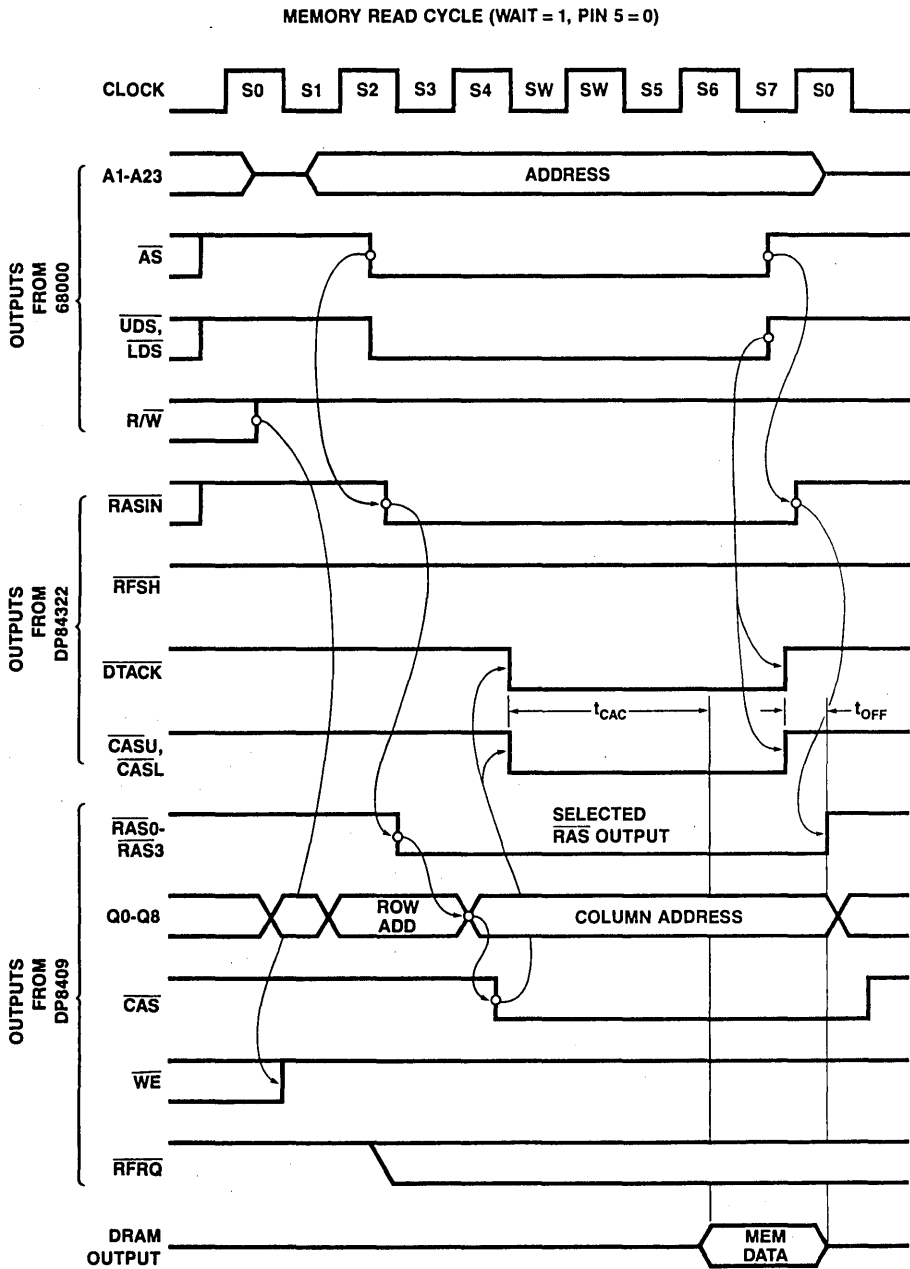 MEMORY READ CYCLE (WAIT = 1, PIN 5 = 0)
CLOCK
S0 S1 S2 S3 S4 SW SW S5 S6 S7 S0
OUTPUTS
FROM
68000
A1-A23
ADDRESS
AS
UDS,
LDS
R/W
OUTPUTS
FROM
DP84322
RASIN
RFSH
DTACK
tCAC
tOFF
CASU,
CASL
OUTPUTS
FROM
DP8409
RAS0-
RAS3
SELECTED
RAS OUTPUT
Q0-Q8
ROW
ADD
COLUMN ADDRESS
CAS
WE
RFRQ
DRAM
OUTPUT
MEM
DATA